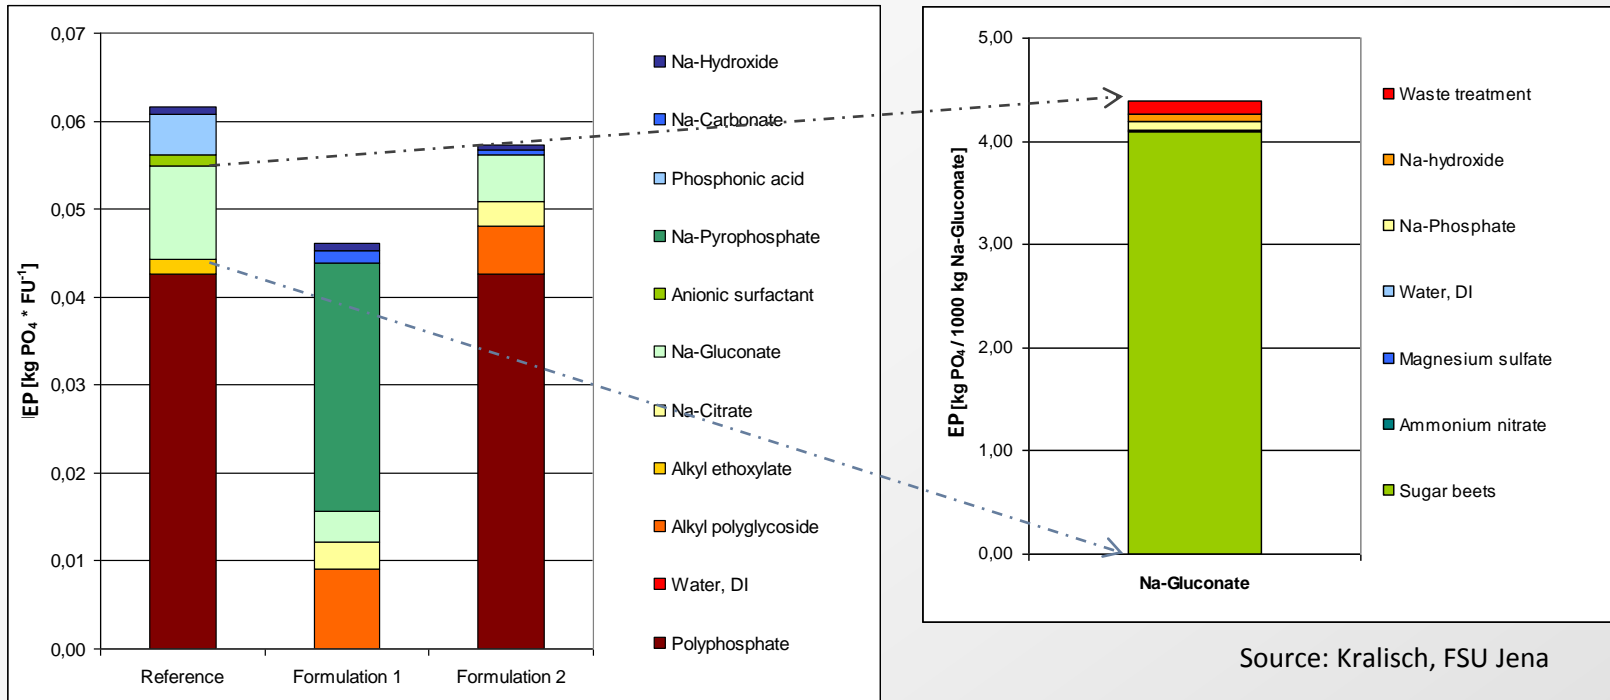 0,07
0,06
0,05
0,04
0,03
0,02
0,01
0,00
EP [kg PO₄ * FU⁻¹]
Reference
Formulation 1
Formulation 2
Na-Hydroxide
Na-Carbonate
Phosphonic acid
Na-Pyrophosphate
Anionic surfactant
Na-Gluconate
Na-Citrate
Alkyl ethoxylate
Alkyl polyglycoside
Water, DI
Polyphosphate
5,00
4,00
3,00
2,00
1,00
0,00
EP [kg PO₄ / 1000 kg Na-Gluconate]
Na-Gluconate
Waste treatment
Na-hydroxide
Na-Phosphate
Water, DI
Magnesium sulfate
Ammonium nitrate
Sugar beets
Source: Kralisch, FSU Jena